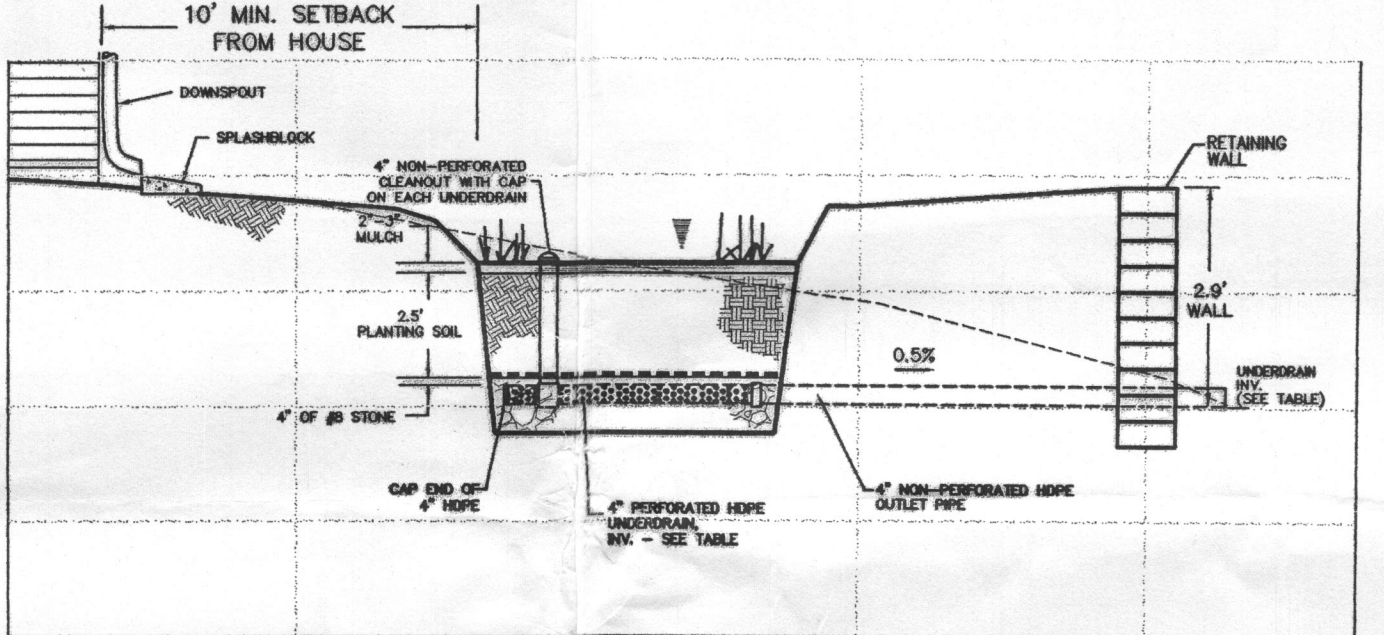 10' MIN. SETBACK
FROM HOUSE
DOWNSPOUT
SPLASHBLOCK
4" NON-PERFORATED
CLEANOUT WITH CAP
ON EACH UNDERDRAIN
2"-3"
MULCH
RETAINING
WALL
2.5'
PLANTING SOIL
2.9'
WALL
0.5%
UNDERDRAIN
INV.
(SEE TABLE)
4" OF #8 STONE
CAP END OF
4" HDPE
4" PERFORATED HDPE
UNDERDRAIN,
INV. - SEE TABLE
4" NON-PERFORATED HDPE
OUTLET PIPE